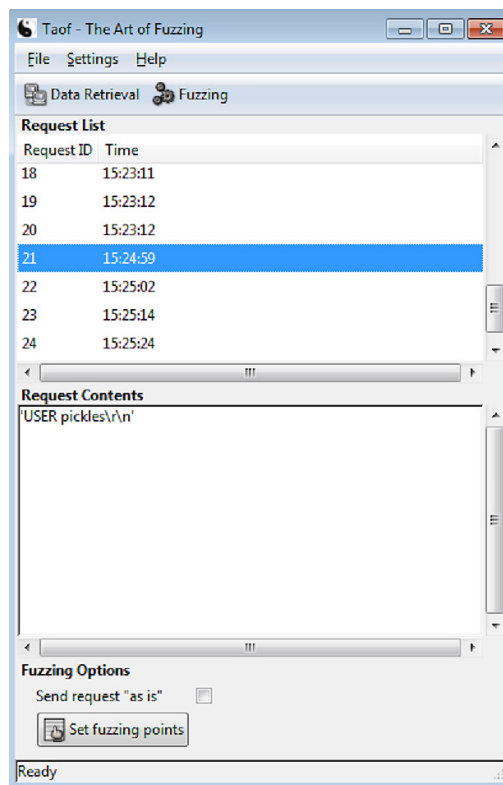 Taof - The Art of Fuzzing
File Settings Help
Data Retrieval Fuzzing
Request List
Request ID Time
18 15:23:11
19 15:23:12
20 15:23:12
21 15:24:59
22 15:25:02
23 15:25:14
24 15:25:24
Request Contents
'USER pickles\r\n'
Fuzzing Options
Send request "as is"
Set fuzzing points
Ready